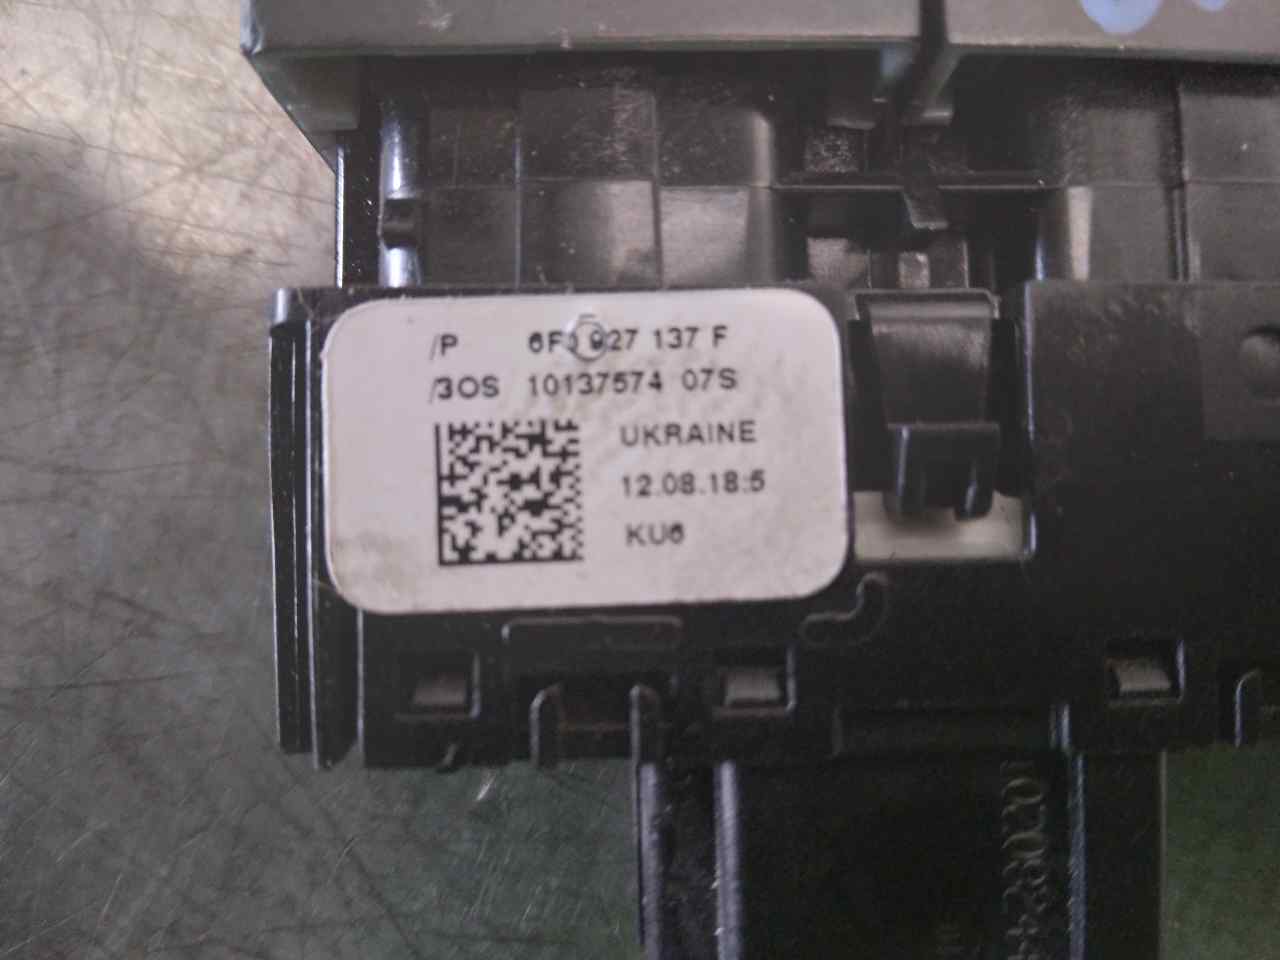 /P 6F0 927 137 F
/3OS 10137574 07S
UKRAINE
12.08.18:5
KU6